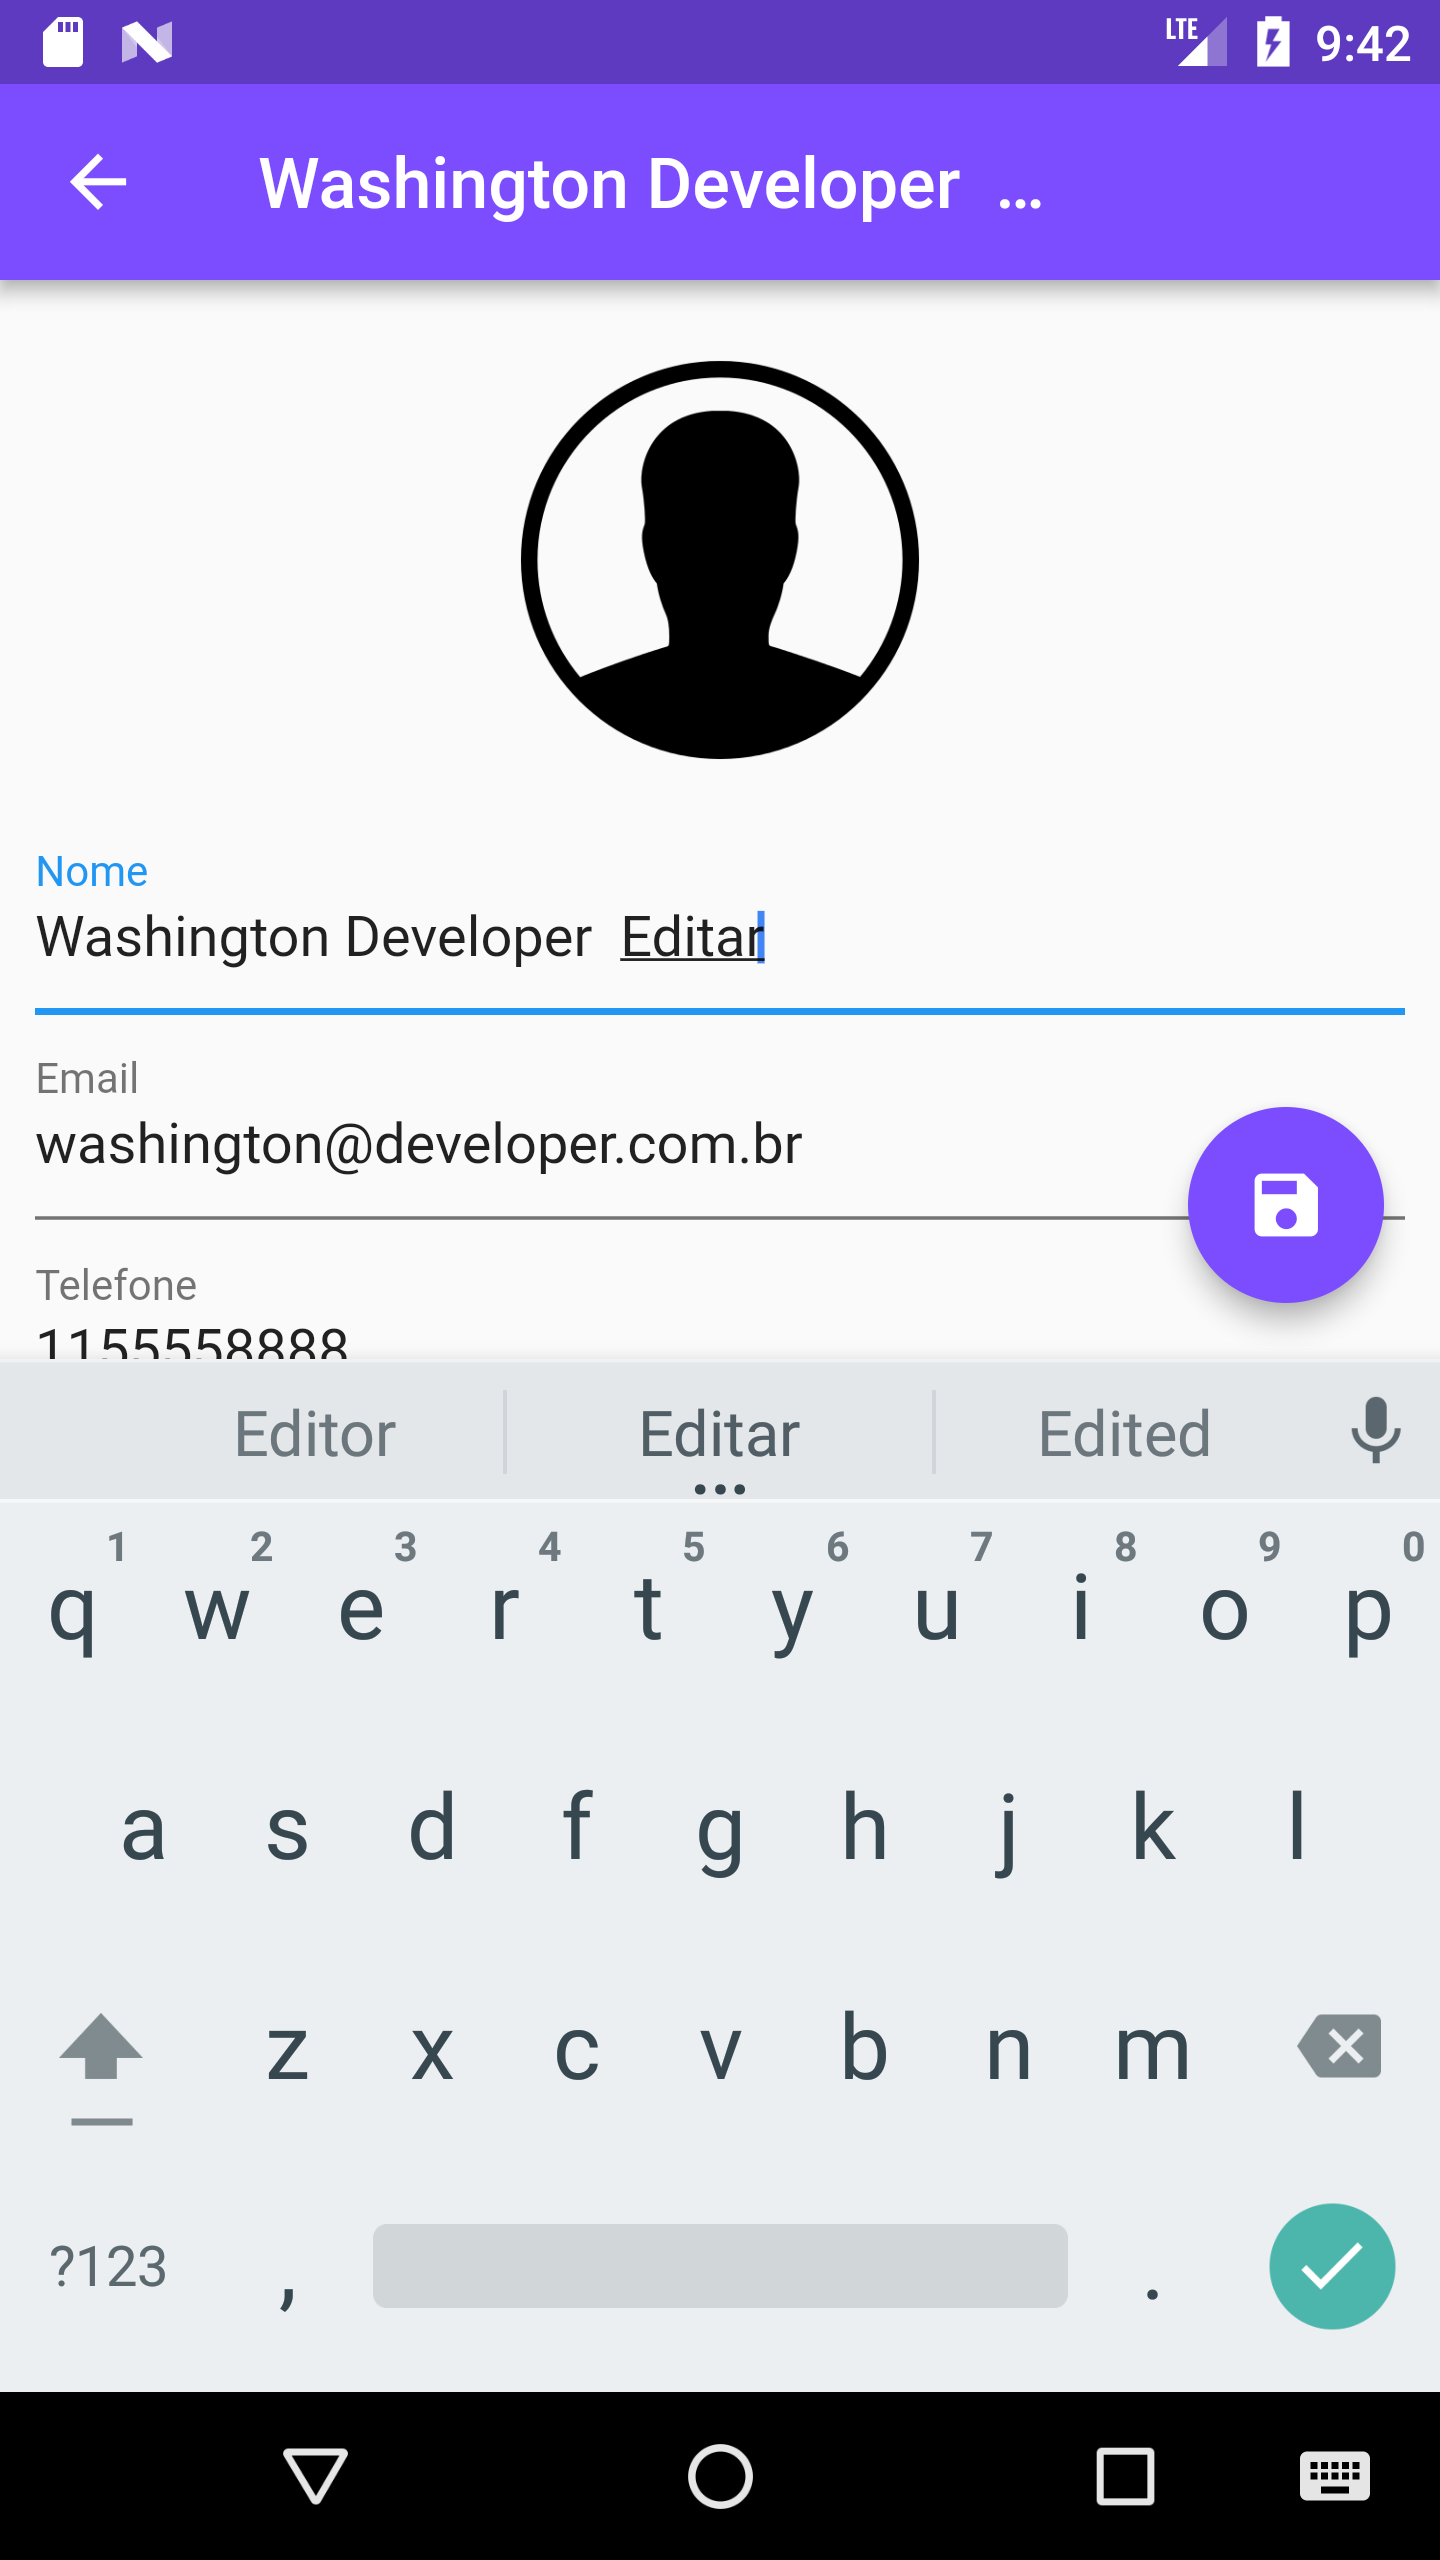 LTE 9:42
Washington Developer …
Nome
Washington Developer  Editar
Email
washington@developer.com.br
Telefone
1155558888
Editor Editar Edited
1 2 3 4 5 6 7 8 9 0
q w e r t y u i o p
a s d f g h j k l
z x c v b n m
?123 , .